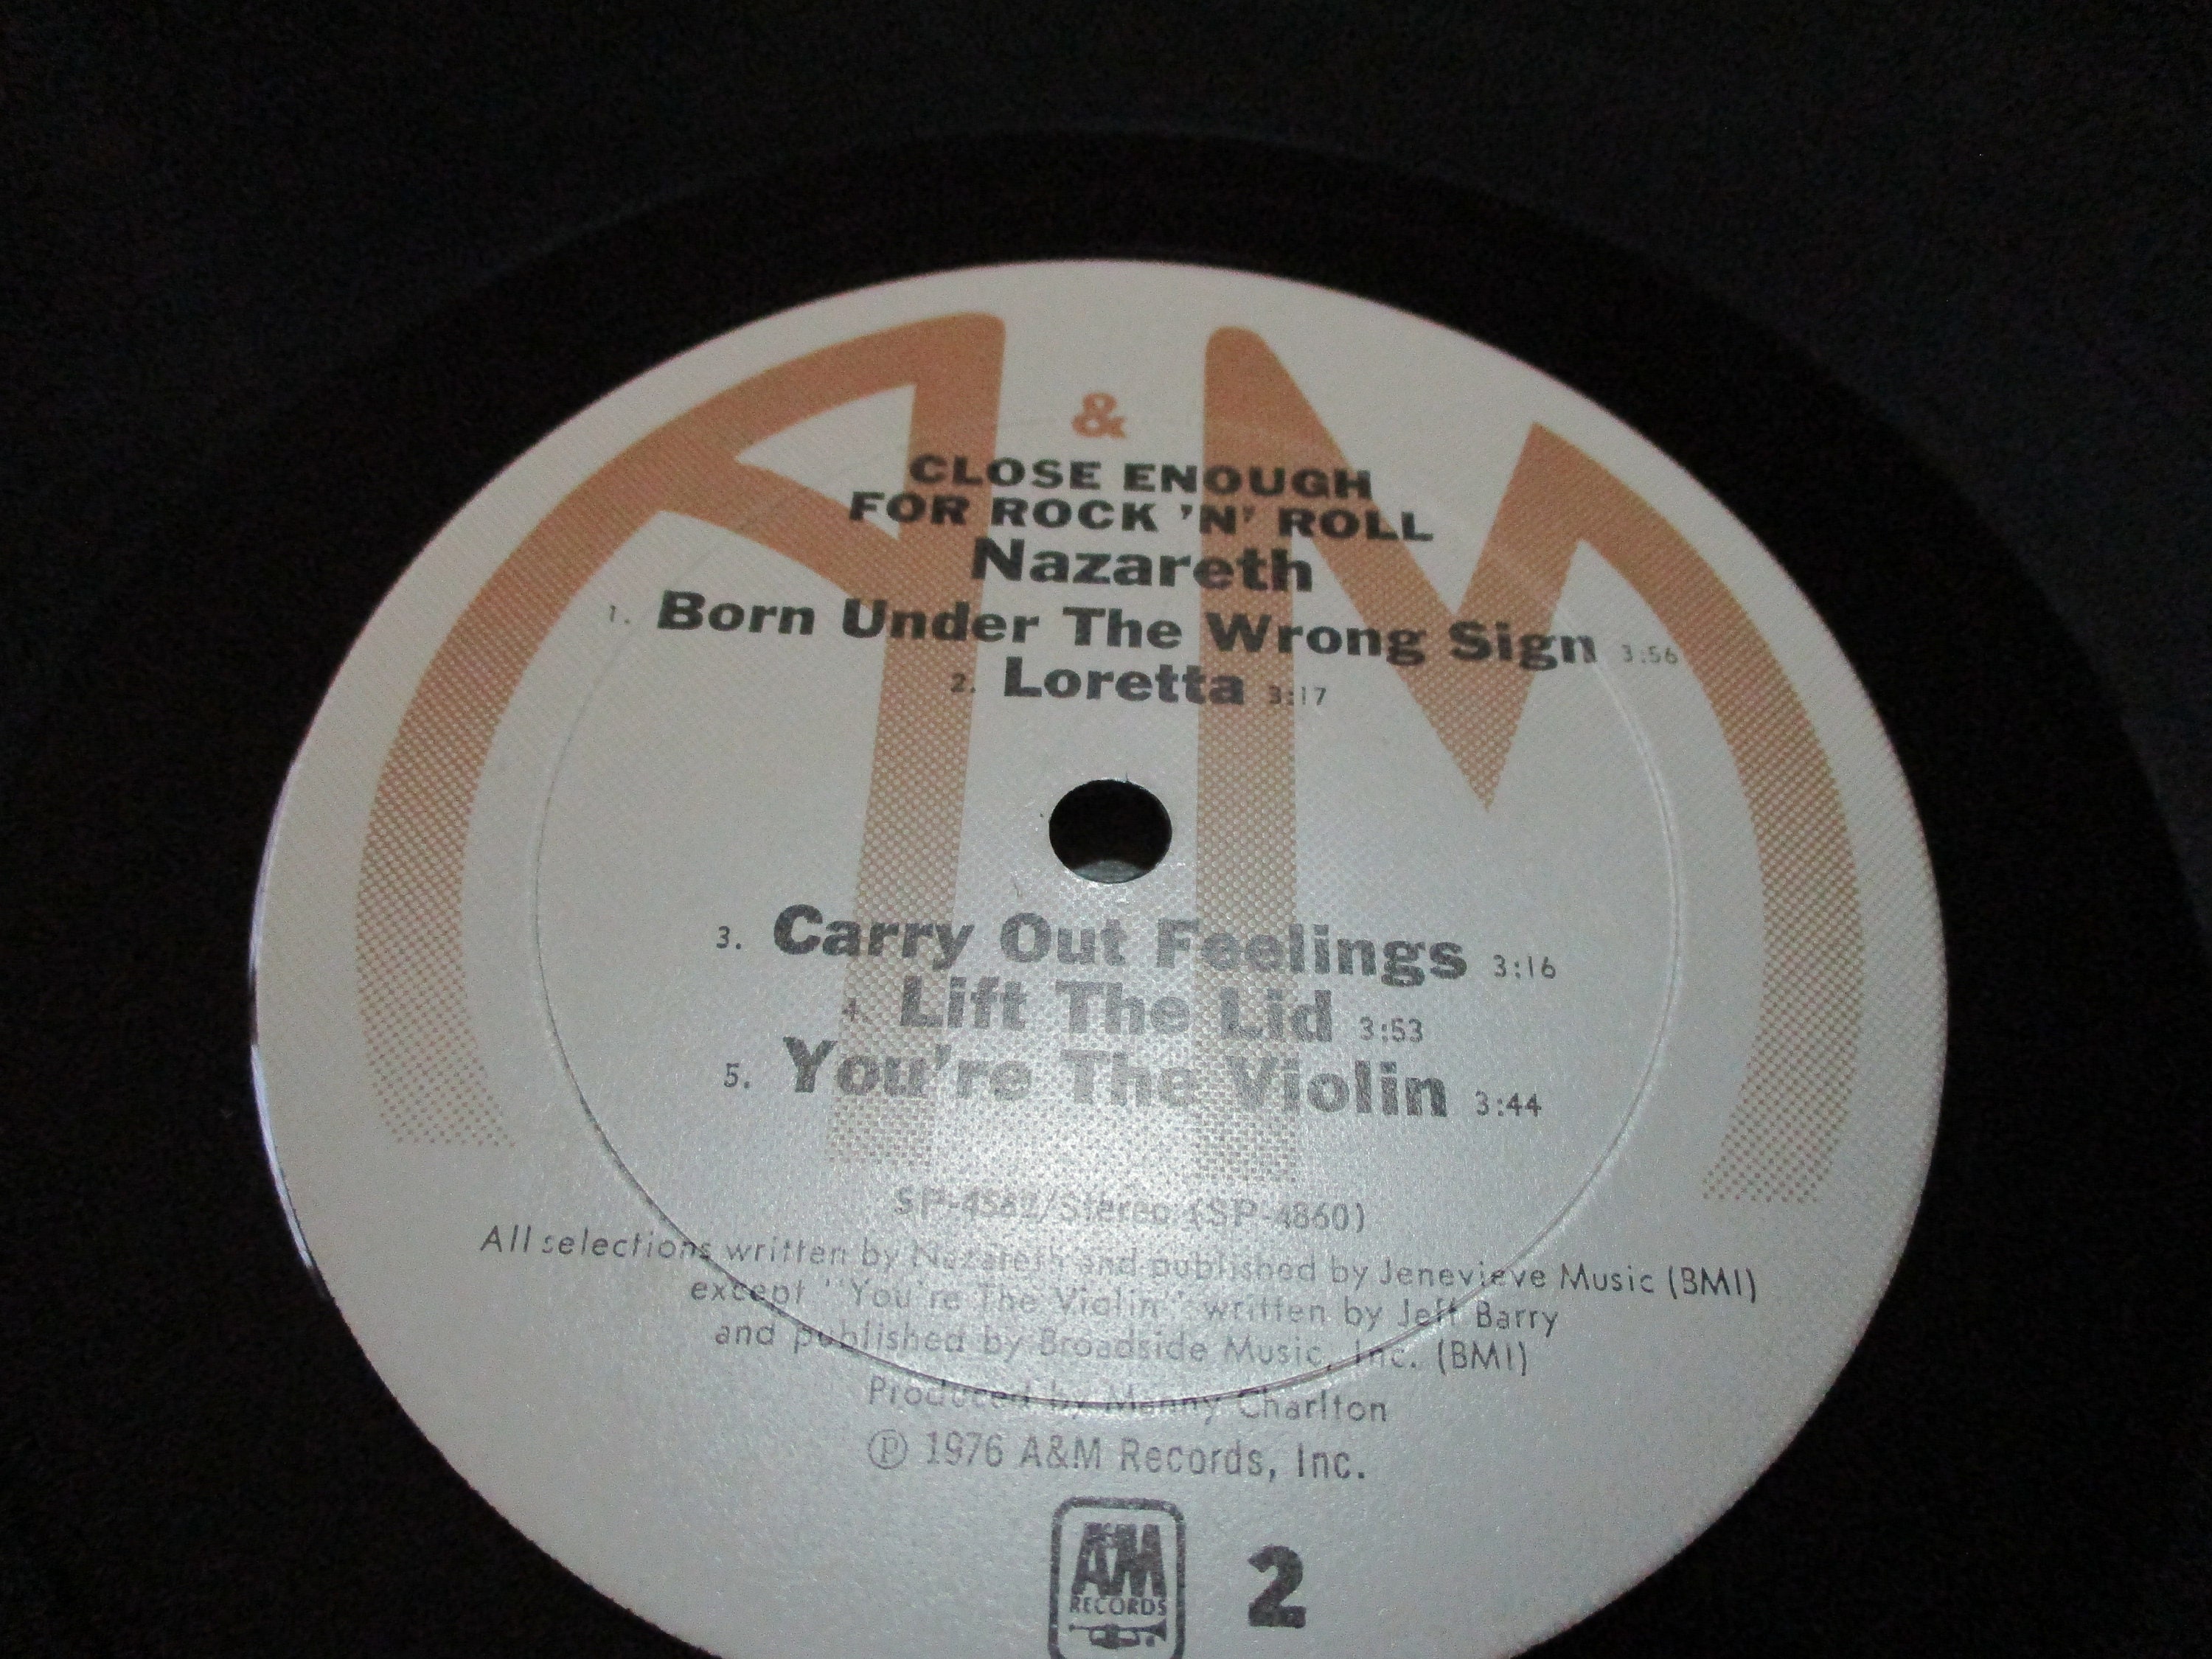 A & M
CLOSE ENOUGH
FOR ROCK 'N' ROLL
Nazareth
1. Born Under The Wrong Sign 3:56
2. Loretta 3:17
3. Carry Out Feelings 3:16
4. Lift The Lid 3:53
5. You're The Violin 3:44
SP-4562/Stereo (SP-4860)
All selections written by Nazareth and published by Jenevieve Music (BMI)
except "You're The Violin" written by Jeff Barry
and published by Broadside Music, Inc. (BMI)
Produced by Manny Charlton
℗ 1976 A&M Records, Inc.
A&M
RECORDS
2